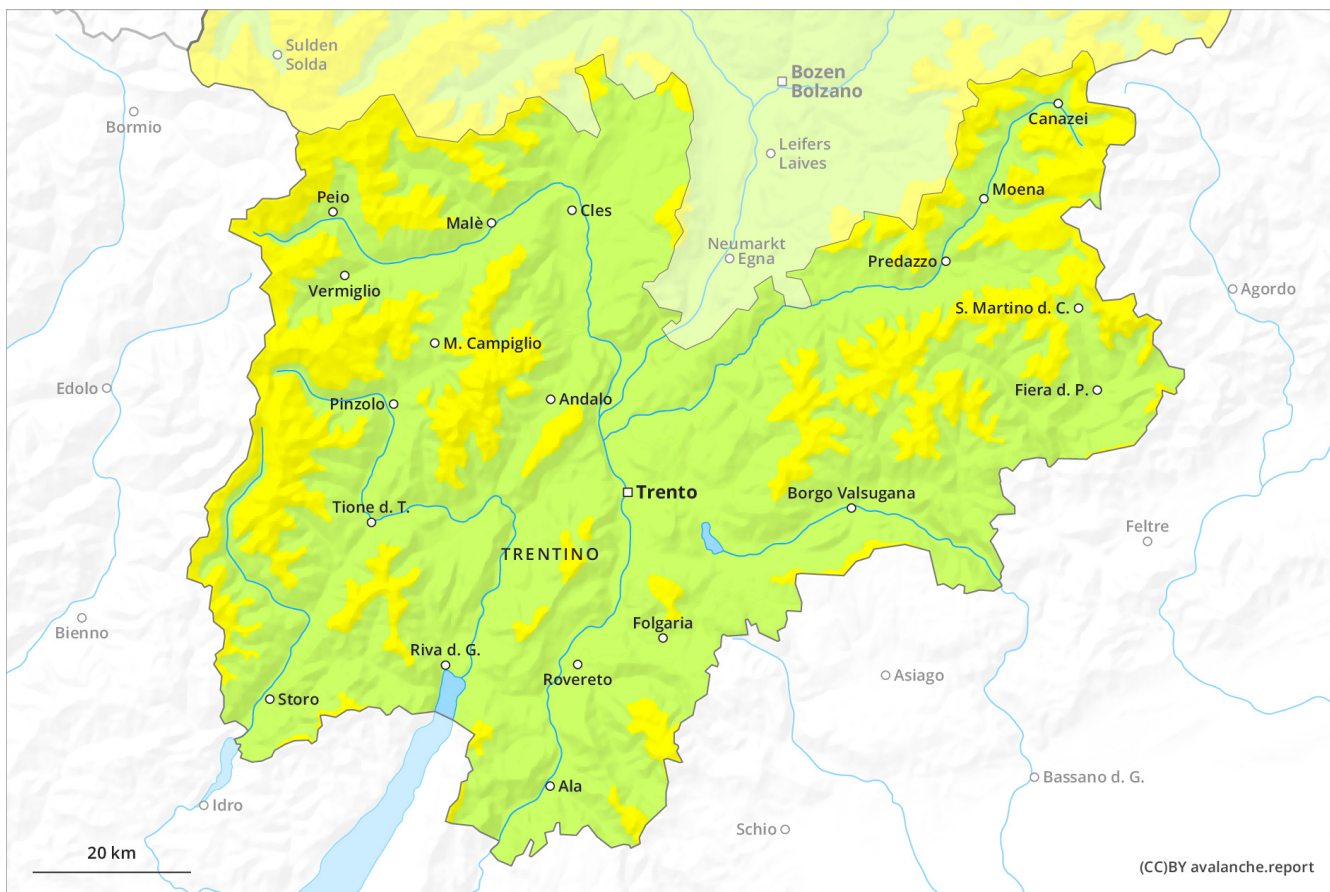 Sulden
Solda
Bozen
Bolzano
Bormio
Canazei
Leifers
Laives
Peio
Moena
Malè
Cles
Neumarkt
Egna
Predazzo
Vermiglio
Agordo
S. Martino d. C.
M. Campiglio
Edolo
Fiera d. P.
Pinzolo
Andalo
Trento
Borgo Valsugana
Tione d. T.
Feltre
TRENTINO
Bienno
Folgaria
Riva d. G.
Rovereto
Asiago
Storo
Bassano d. G.
Ala
Idro
Schio
20 km
(CC)BY avalanche.report